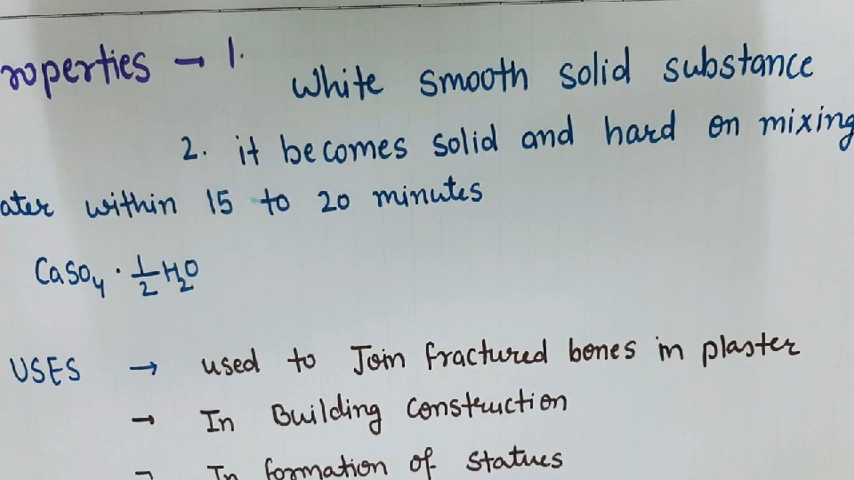 roperties → 1.
White smooth solid substance
2. it becomes solid and hard on mixing
ater within 15 to 20 minutes
CaSO₄ · 1/2 H₂O
USES → used to Join fractured bones in plaster
→ In Building construction
→ In formation of statues